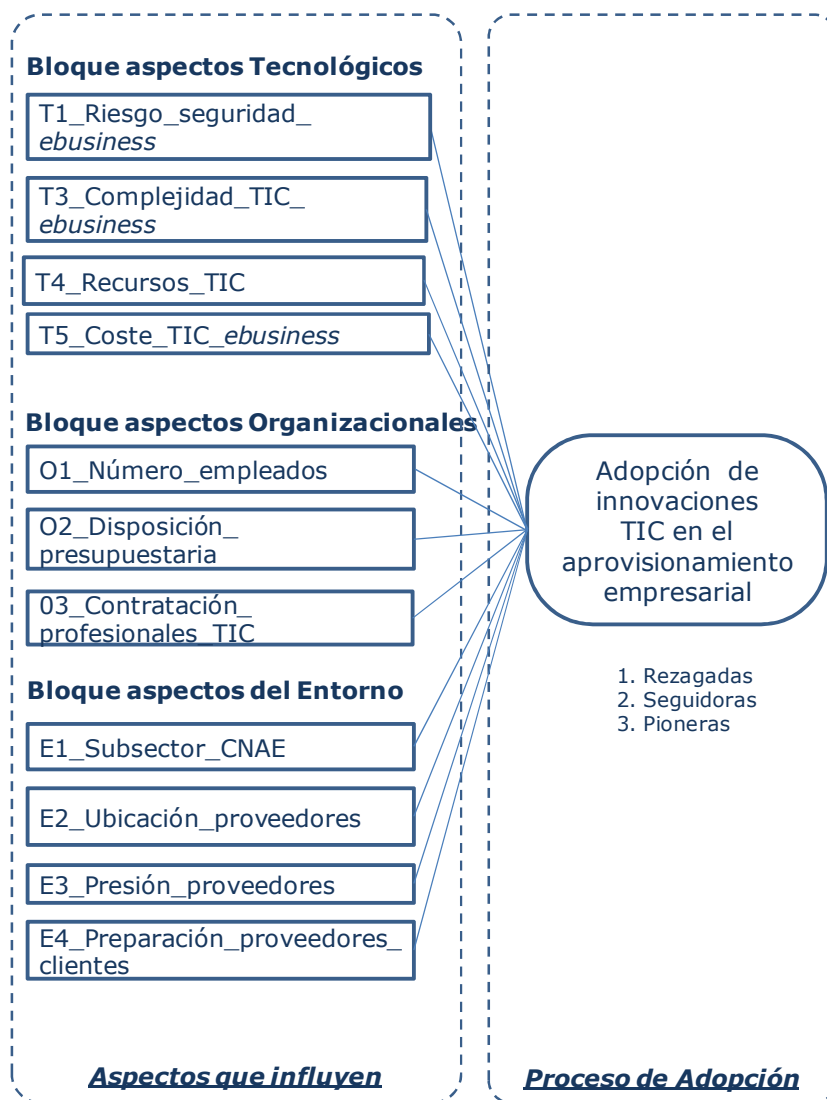 Bloque aspectos Tecnológicos
T1_Riesgo_seguridad_
ebusiness
T3_Complejidad_TIC_
ebusiness
T4_Recursos_TIC
T5_Coste_TIC_ebusiness
Bloque aspectos Organizacionales
O1_Número_empleados
O2_Disposición_
presupuestaria
03_Contratación_
profesionales_TIC
Bloque aspectos del Entorno
E1_Subsector_CNAE
E2_Ubicación_proveedores
E3_Presión_proveedores
E4_Preparación_proveedores_
clientes
Aspectos que influyen
Adopción de
innovaciones
TIC en el
aprovisionamiento
empresarial
1. Rezagadas
2. Seguidoras
3. Pioneras
Proceso de Adopción